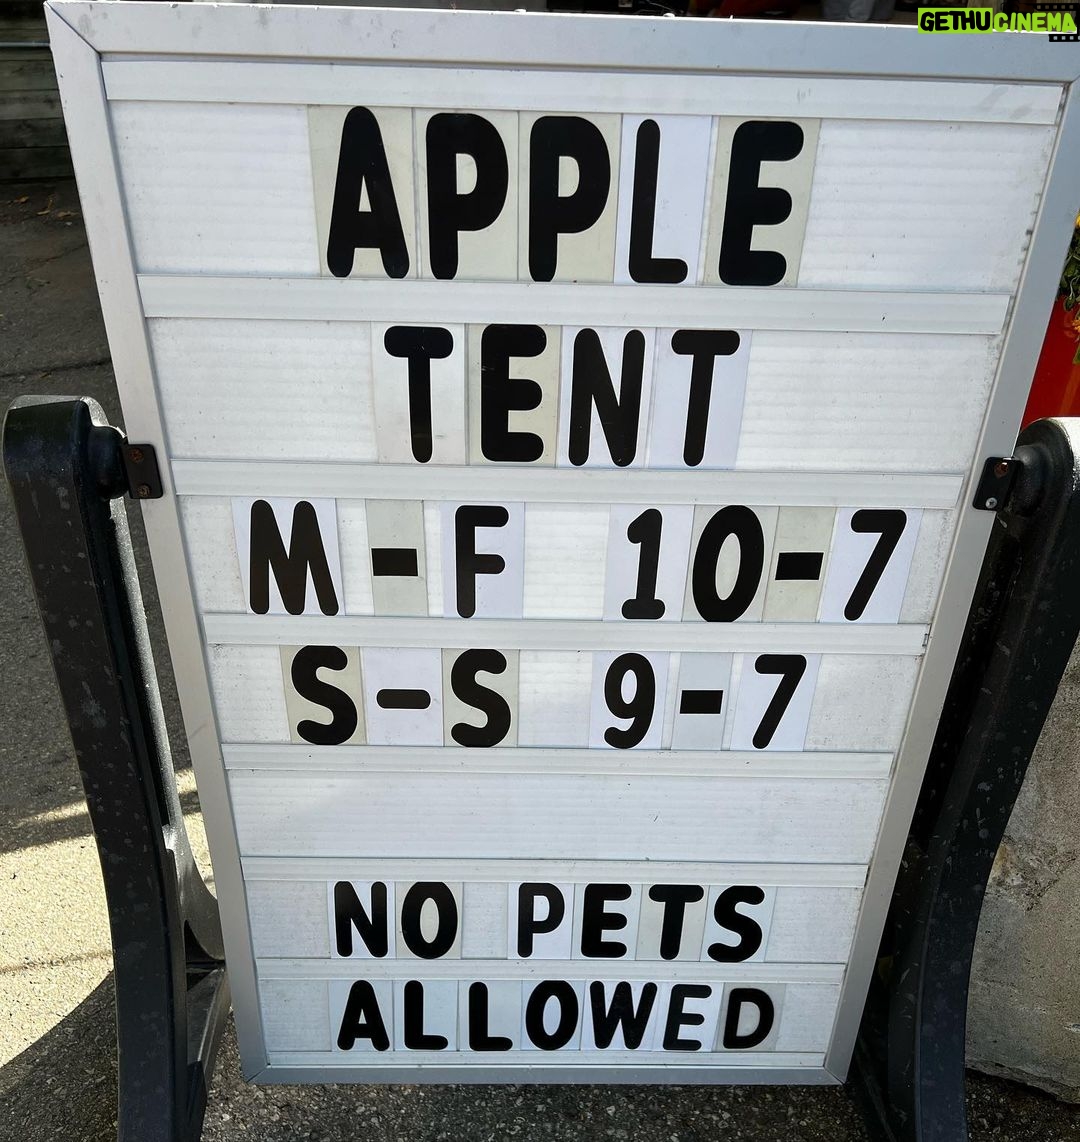 GETHU CINEMA
APPLE
TENT
M-F 10-7
S-S 9-7
NO PETS
ALLOWED